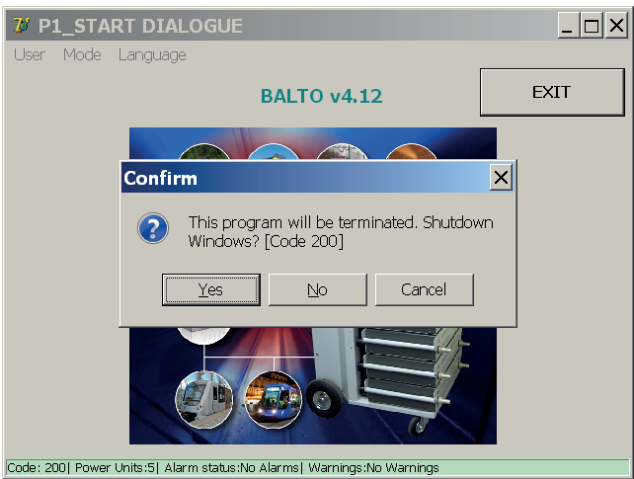 P1_START DIALOGUE
User Mode Language
BALTO v4.12
EXIT
Confirm
This program will be terminated. Shutdown
Windows? [Code 200]
Yes No Cancel
Code: 200| Power Units:5| Alarm status:No Alarms| Warnings:No Warnings